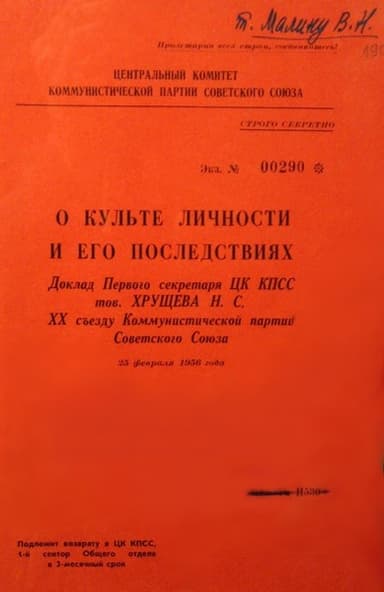 т. Малину В. Н.
Пролетарии всех стран, соединяйтесь!
ЦЕНТРАЛЬНЫЙ КОМИТЕТ
КОММУНИСТИЧЕСКОЙ ПАРТИИ СОВЕТСКОГО СОЮЗА
СТРОГО СЕКРЕТНО
Экз. № 00290
О КУЛЬТЕ ЛИЧНОСТИ
И ЕГО ПОСЛЕДСТВИЯХ
Доклад Первого секретаря ЦК КПСС
тов. ХРУЩЕВА Н. С.
XX съезду Коммунистической партии
Советского Союза
25 февраля 1956 года
П530
Подлежит возврату в ЦК КПСС,
сектор Общего отдела
в 3-месячный срок